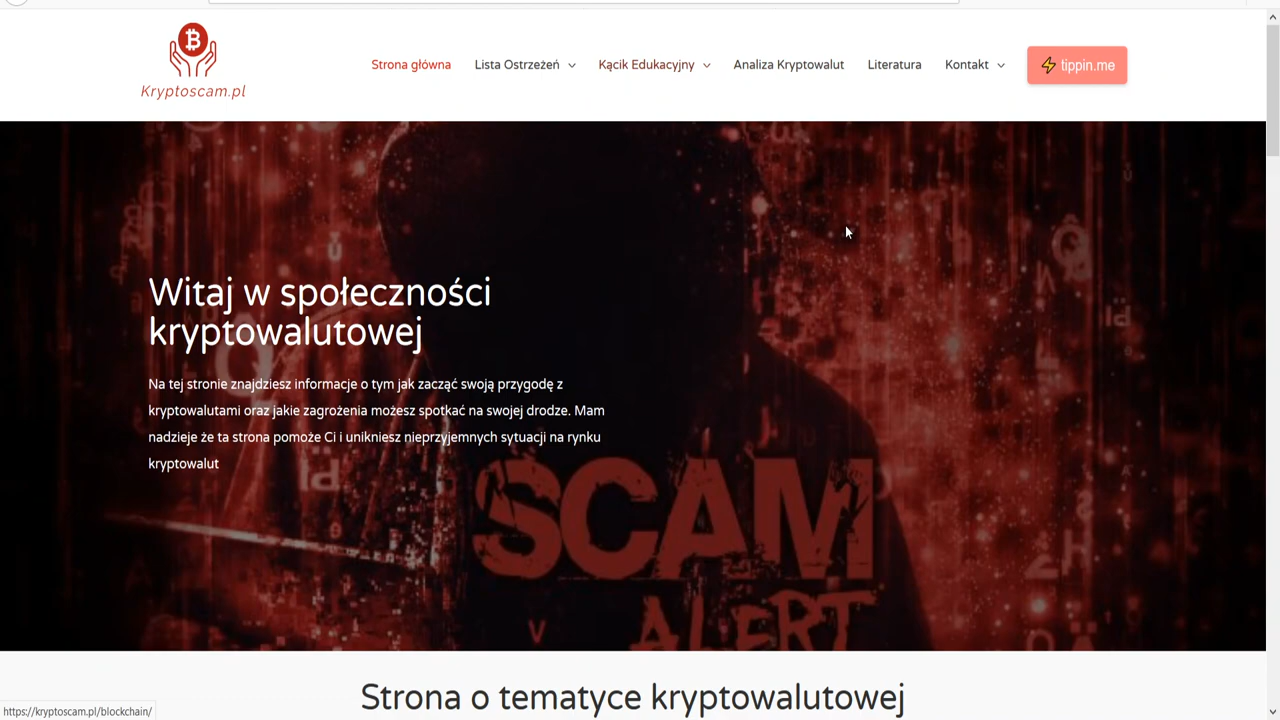 Kryptoscam.pl
Strona główna
Lista Ostrzeżeń
Kącik Edukacyjny
Analiza Kryptowalut
Literatura
Kontakt
tippin.me
Witaj w społeczności
kryptowalutowej
Na tej stronie znajdziesz informacje o tym jak zacząć swoją przygodę z
kryptowalutami oraz jakie zagrożenia możesz spotkać na swojej drodze. Mam
nadzieje że ta strona pomoże Ci i unikniesz nieprzyjemnych sytuacji na rynku
kryptowalut
SCAM
ALERT
Strona o tematyce kryptowalutowej
https://kryptoscam.pl/blockchain/